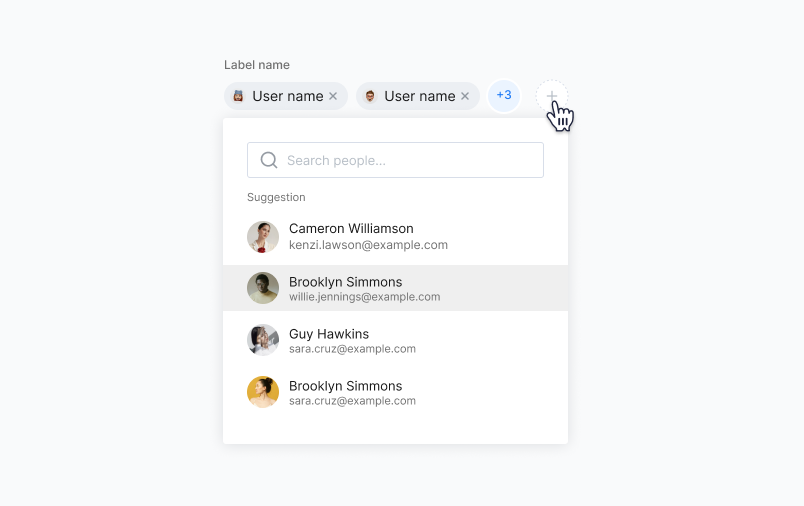 Label name
User name × User name × +3 +
Search people...
Suggestion
Cameron Williamson
kenzi.lawson@example.com
Brooklyn Simmons
willie.jennings@example.com
Guy Hawkins
sara.cruz@example.com
Brooklyn Simmons
sara.cruz@example.com